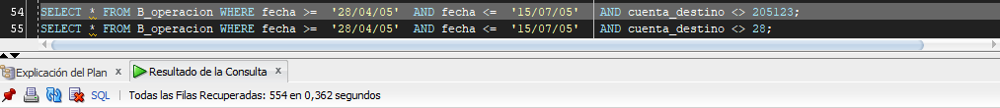 54 SELECT * FROM B_operacion WHERE fecha >= '28/04/05' AND fecha <= '15/07/05' AND cuenta_destino <> 205123;
55 SELECT * FROM B_operacion WHERE fecha >= '28/04/05' AND fecha <= '15/07/05' AND cuenta_destino <> 28;
Explicación del Plan x Resultado de la Consulta x
SQL | Todas las Filas Recuperadas: 554 en 0,362 segundos